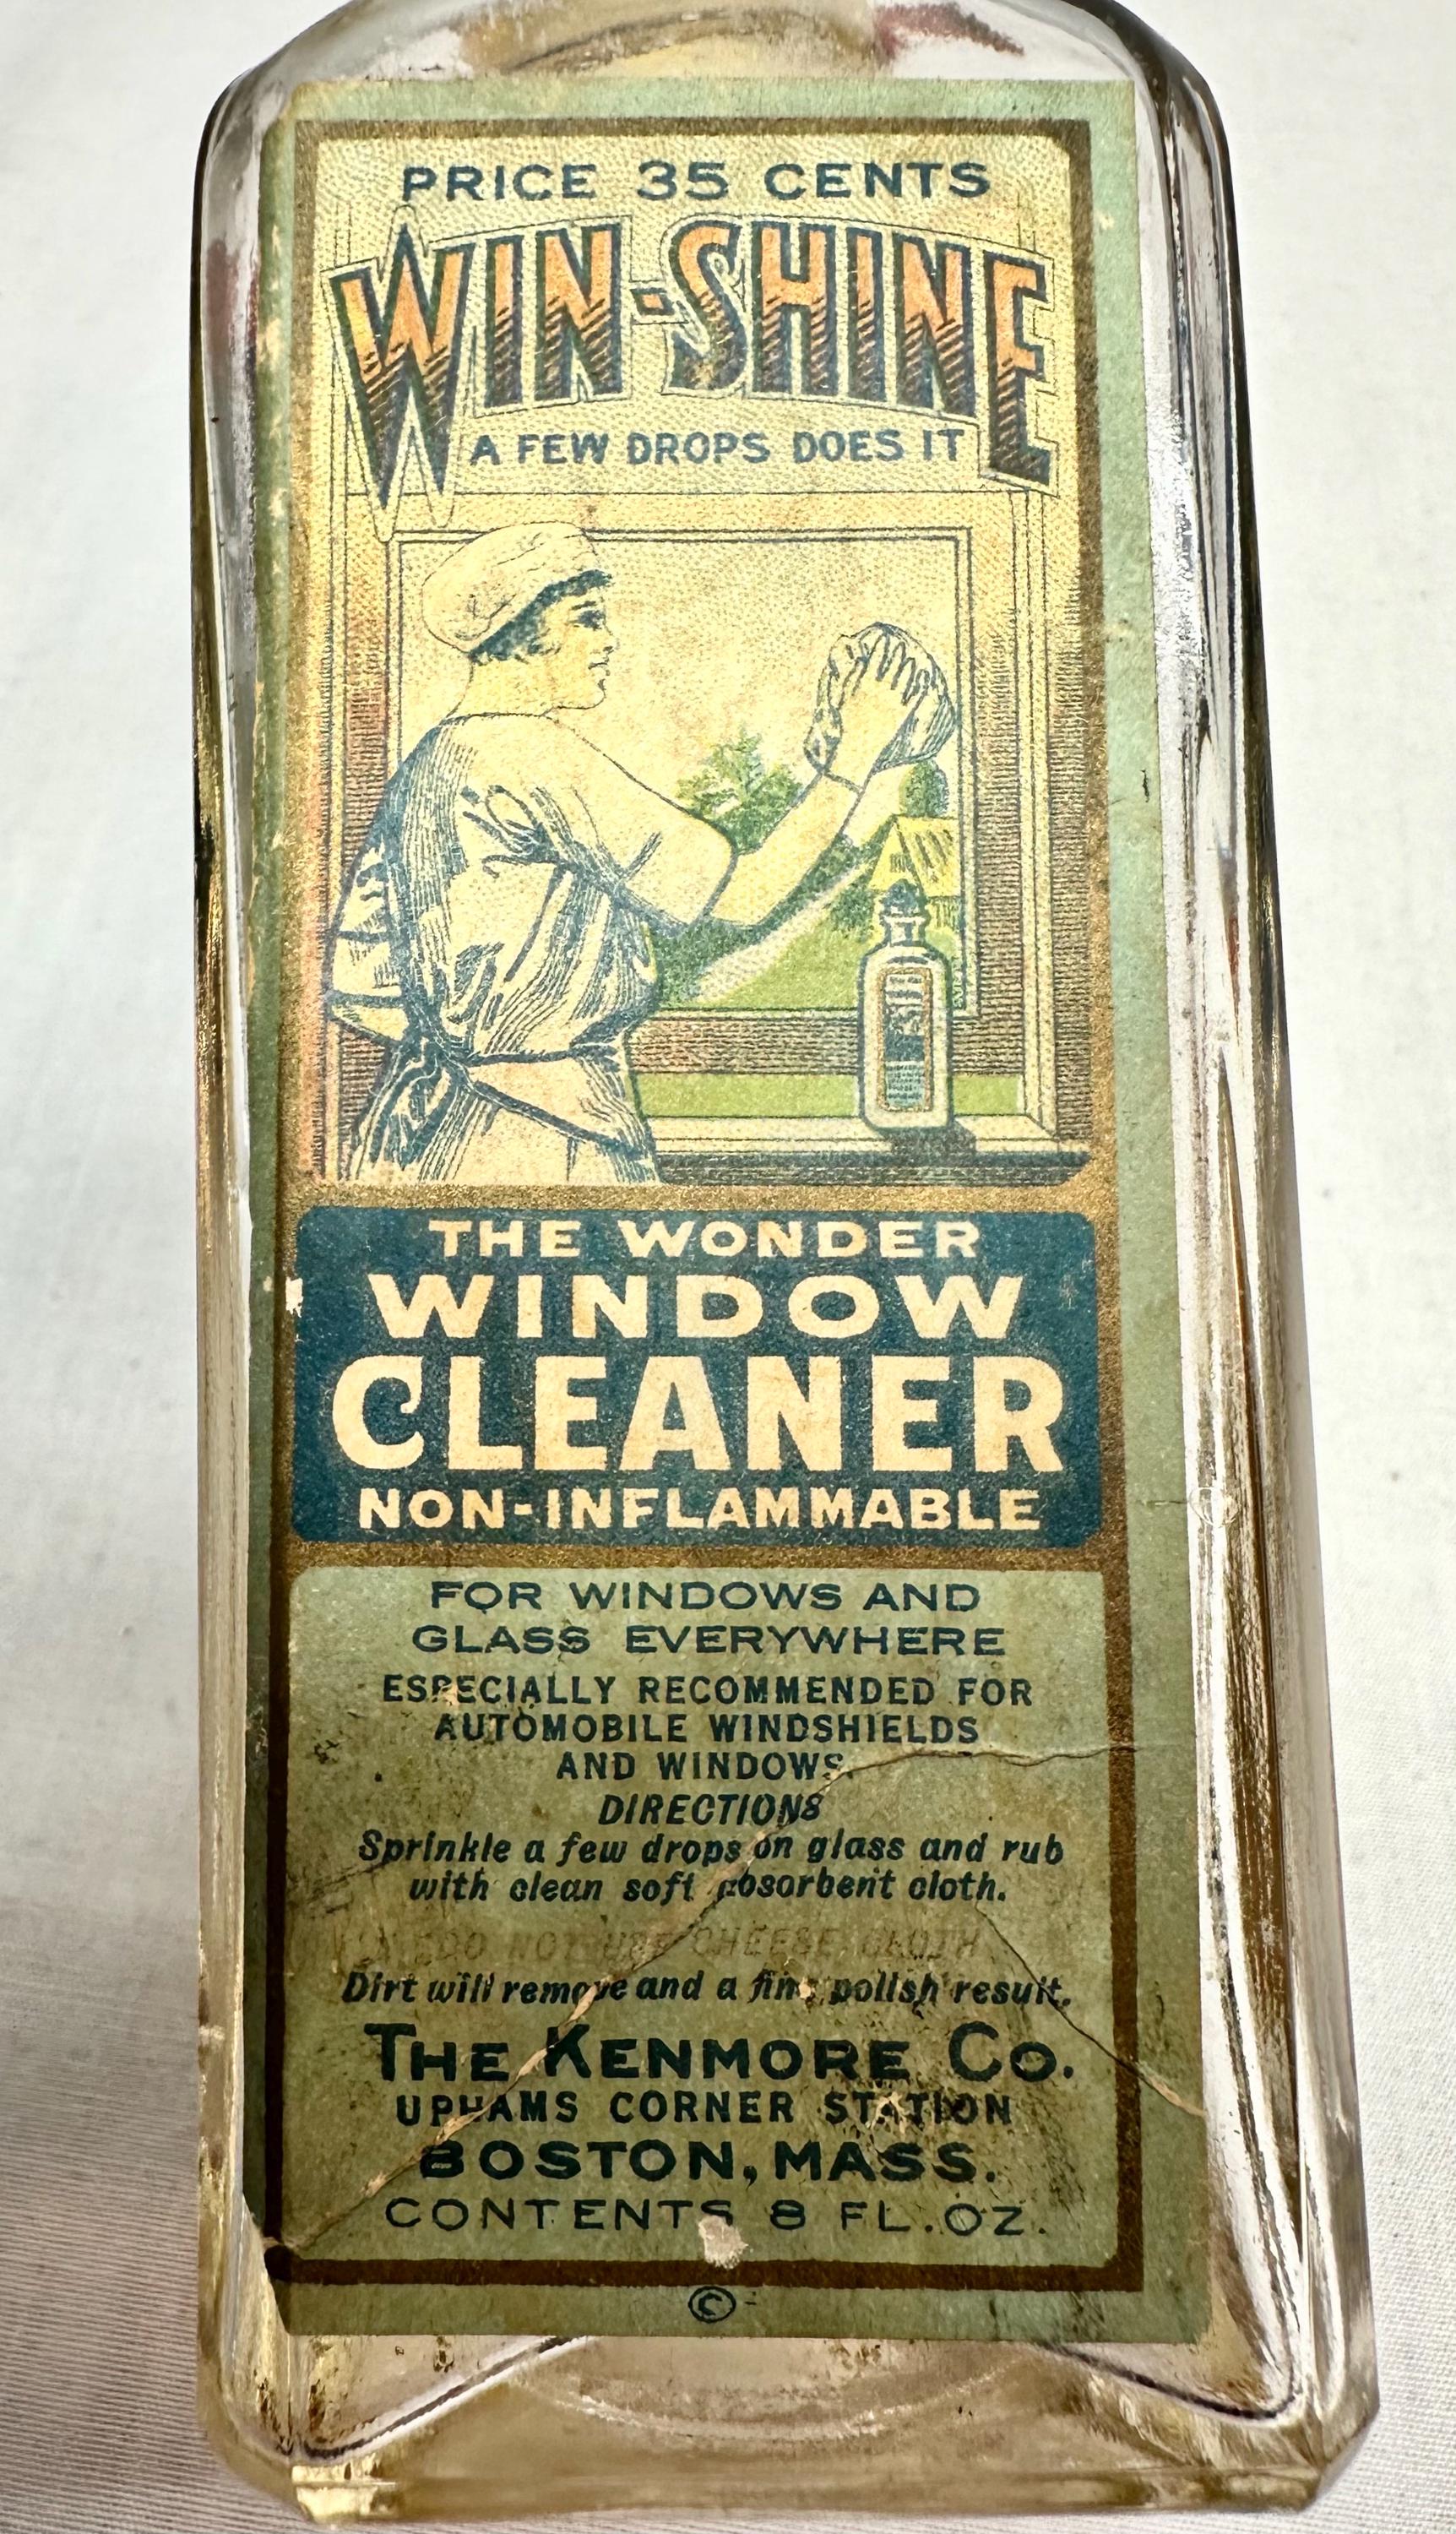 PRICE 35 CENTS
WIN-SHINE
A FEW DROPS DOES IT
THE WONDER
WINDOW
CLEANER
NON-INFLAMMABLE
FOR WINDOWS AND
GLASS EVERYWHERE
ESPECIALLY RECOMMENDED FOR
AUTOMOBILE WINDSHIELDS
AND WINDOWS.
DIRECTIONS
Sprinkle a few drops on glass and rub
with clean soft absorbent cloth.
DO NOT USE CHEESE CLOTH
Dirt will remove and a fine polish result.
THE KENMORE CO.
UPHAMS CORNER STATION
BOSTON, MASS.
CONTENTS 8 FL. OZ.
©